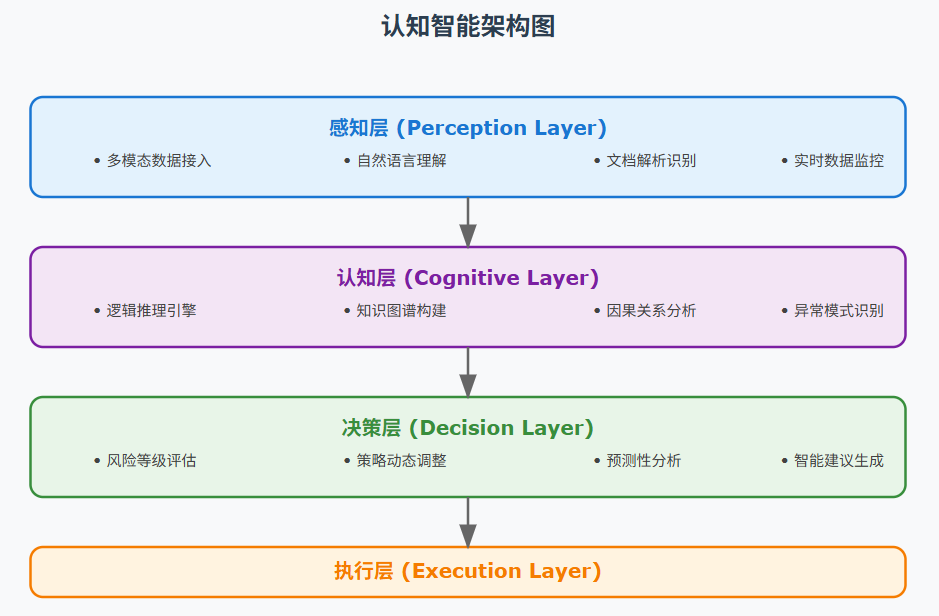 认知智能架构图
感知层 (Perception Layer)
• 多模态数据接入 • 自然语言理解 • 文档解析识别 • 实时数据监控
认知层 (Cognitive Layer)
• 逻辑推理引擎 • 知识图谱构建 • 因果关系分析 • 异常模式识别
决策层 (Decision Layer)
• 风险等级评估 • 策略动态调整 • 预测性分析 • 智能建议生成
执行层 (Execution Layer)